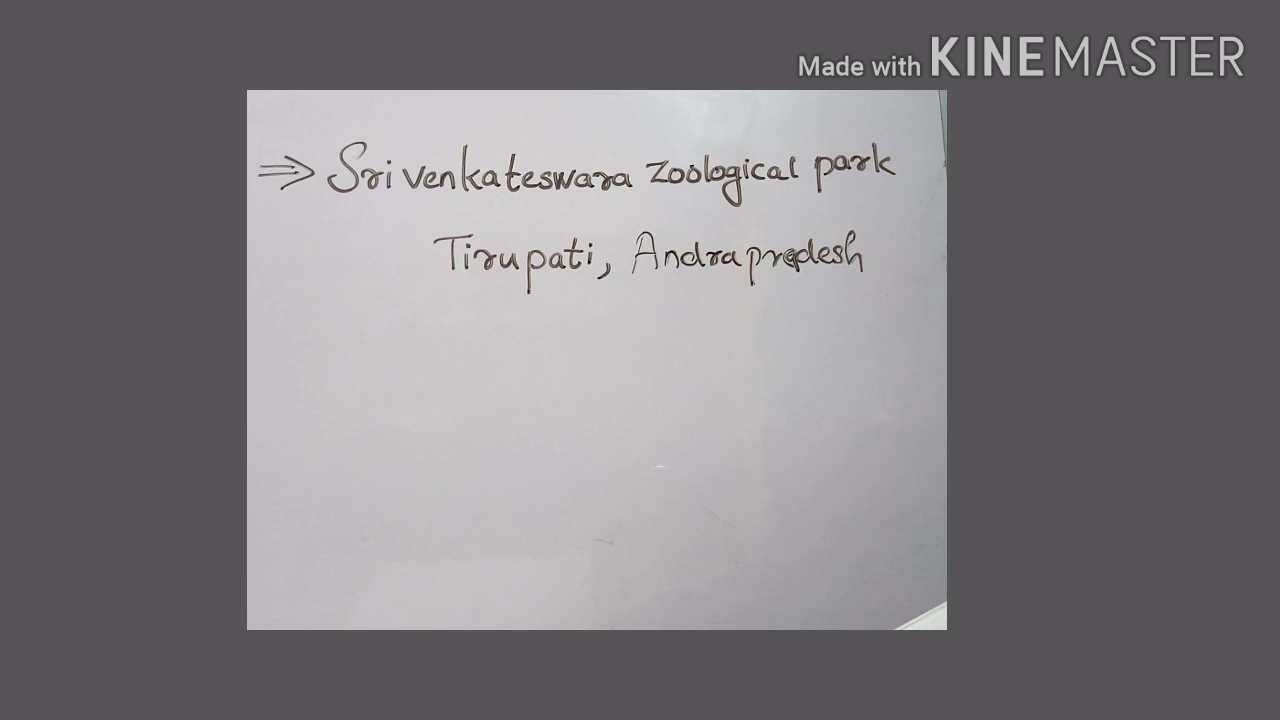 Made with KINEMASTER
⇒ Sri venkateswara zoological park
Tirupati, Andrapradesh